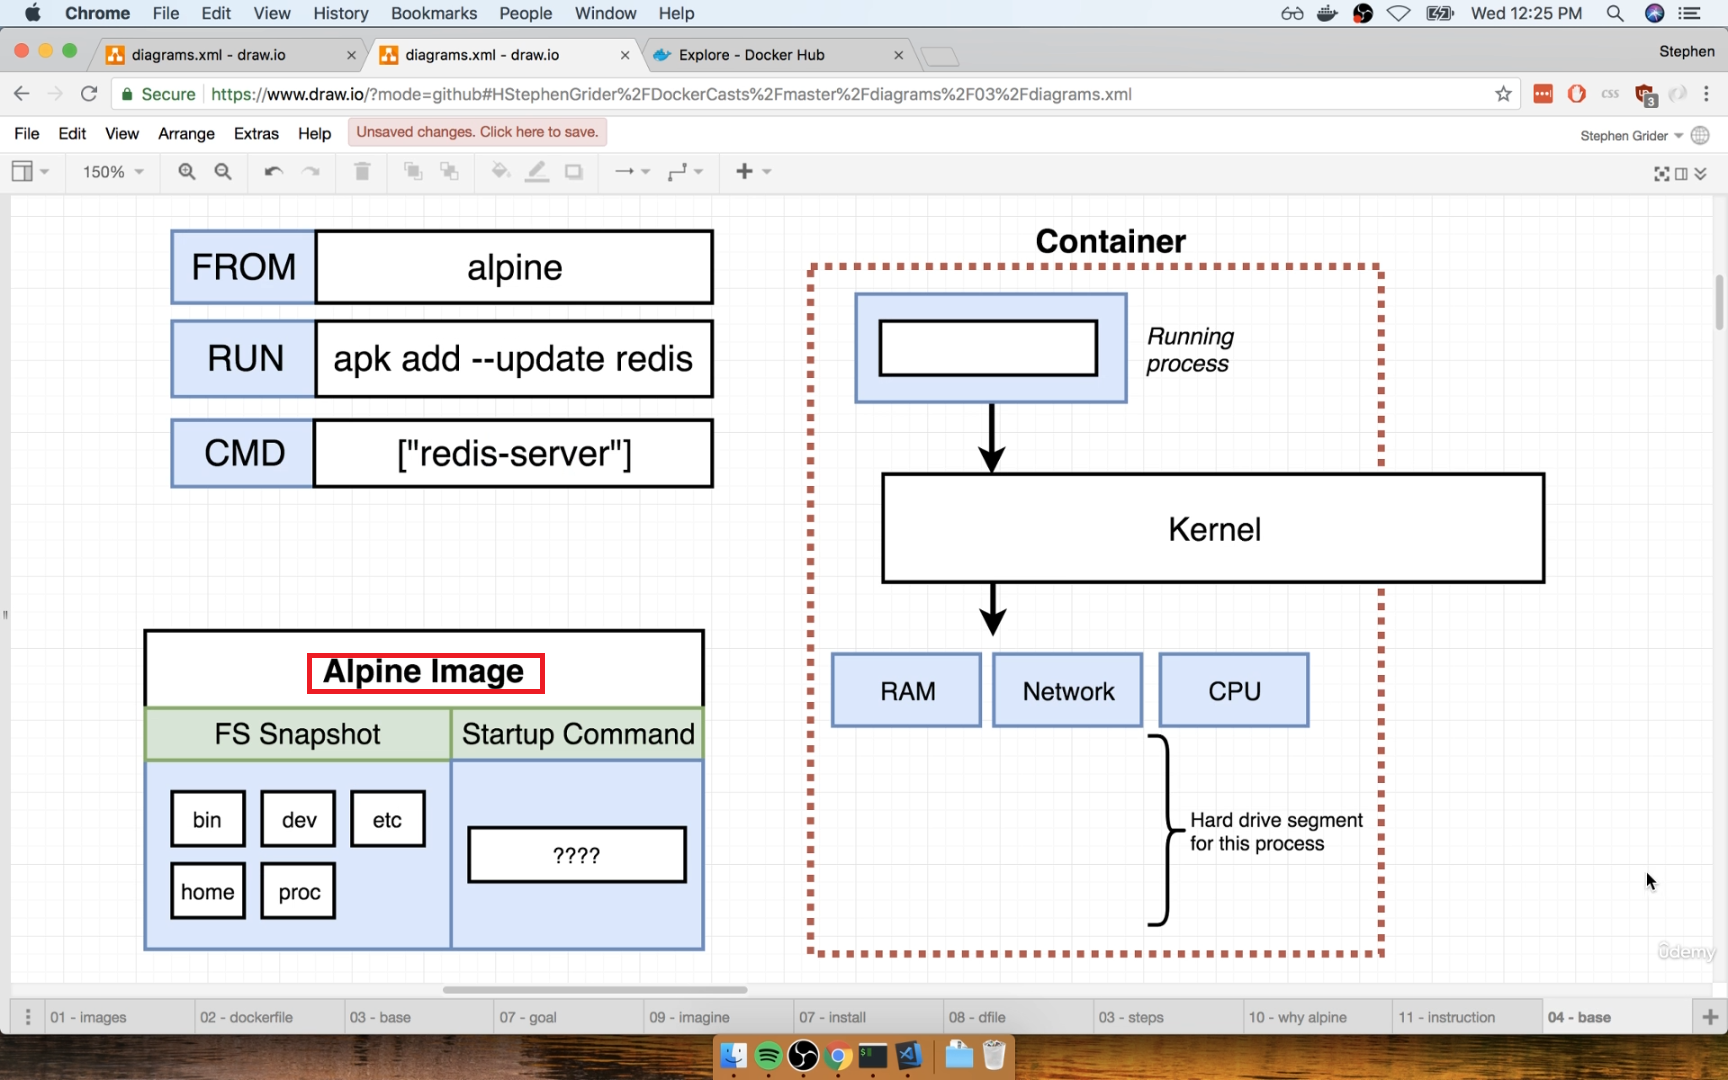 Chrome File Edit View History Bookmarks People Window Help Wed 12:25 PM
diagrams.xml - draw.io diagrams.xml - draw.io Explore - Docker Hub Stephen
Secure https://www.draw.io/?mode=github#HStephenGrider%2FDockerCasts%2Fmaster%2Fdiagrams%2F03%2Fdiagrams.xml css 3
File Edit View Arrange Extras Help Unsaved changes. Click here to save. Stephen Grider
150%
FROM alpine
RUN apk add --update redis
CMD ["redis-server"]
Alpine Image
FS Snapshot Startup Command
bin dev etc
home proc
????
Container
Running
process
Kernel
RAM Network CPU
Hard drive segment
for this process
Udemy
01 - images 02 - dockerfile 03 - base 07 - goal 09 - imagine 07 - install 08 - dfile 03 - steps 10 - why alpine 11 - instruction 04 - base